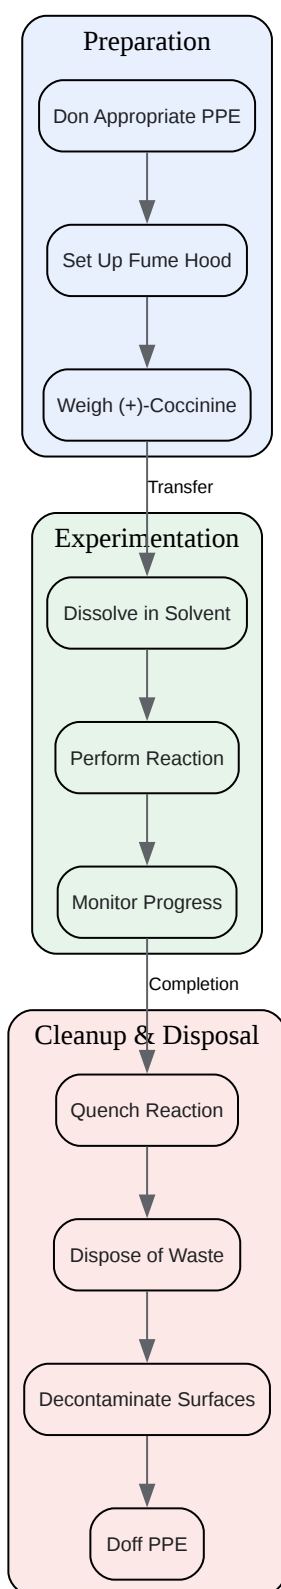 Preparation
Don Appropriate PPE
Set Up Fume Hood
Weigh (+)-Coccinine
Transfer
Experimentation
Dissolve in Solvent
Perform Reaction
Monitor Progress
Completion
Cleanup & Disposal
Quench Reaction
Dispose of Waste
Decontaminate Surfaces
Doff PPE